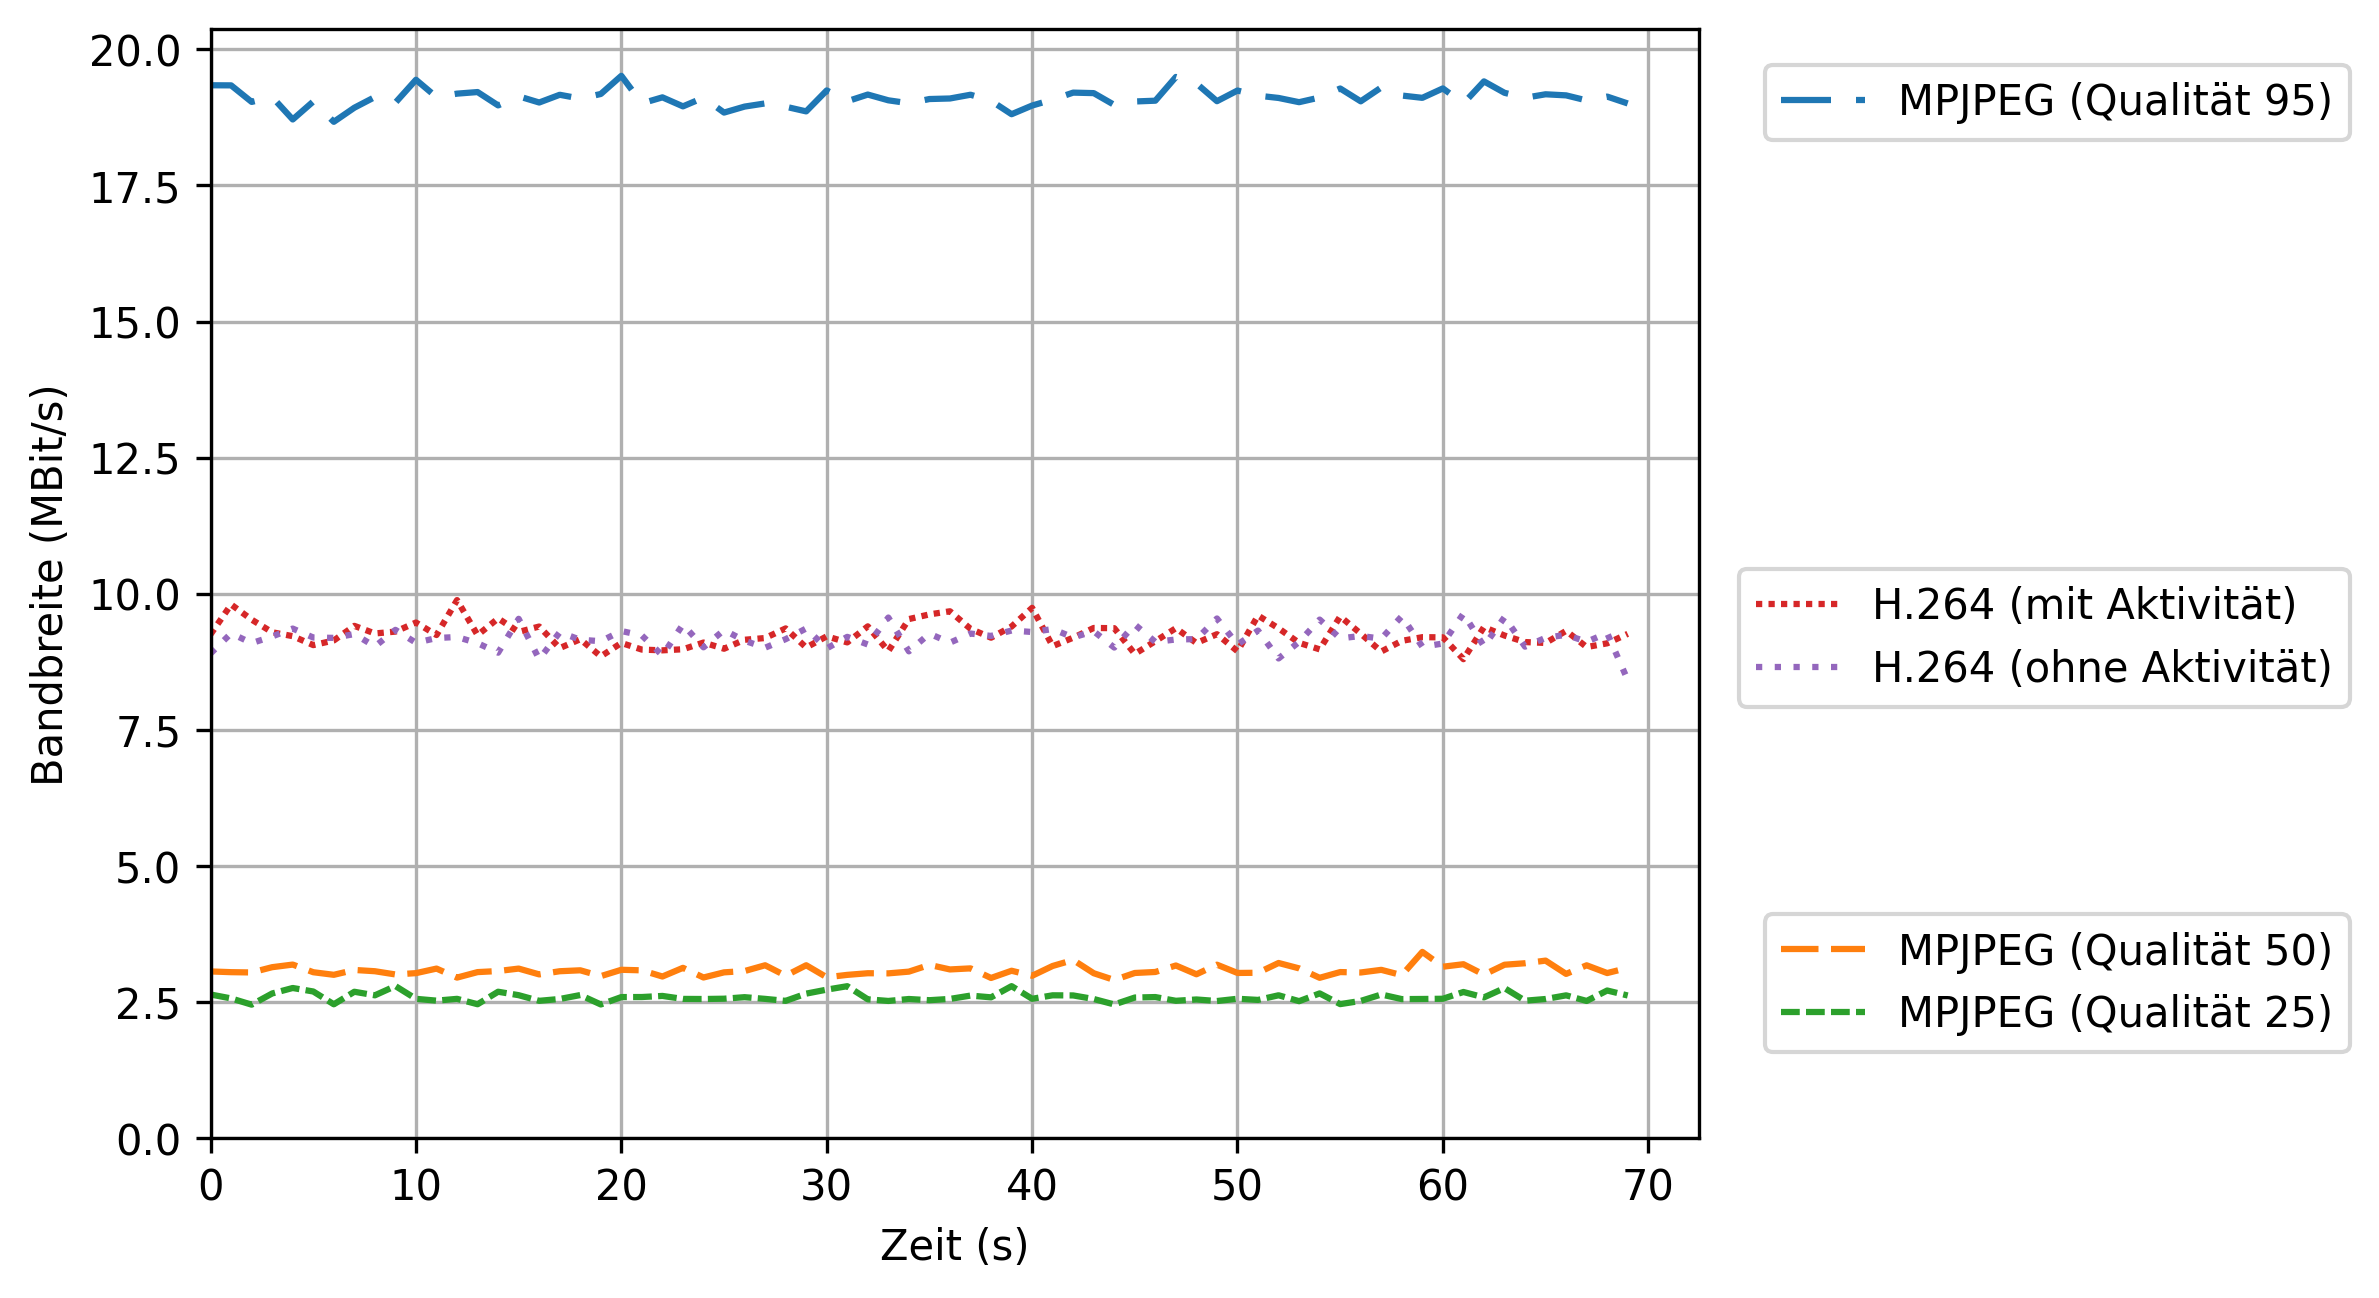 20.0
17.5
15.0
12.5
10.0
7.5
5.0
2.5
0.0
0 10 20 30 40 50 60 70
Bandbreite (MBit/s)
Zeit (s)
MPJPEG (Qualität 95)
H.264 (mit Aktivität)
H.264 (ohne Aktivität)
MPJPEG (Qualität 50)
MPJPEG (Qualität 25)